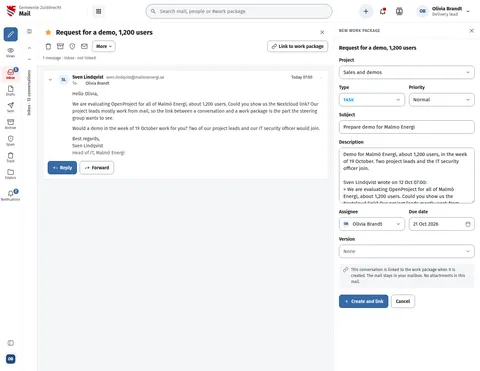 Gemeente Zuiddrecht
Mail
Search mail, people or #work package
OB
Olivia Brandt
Delivery lead
Views
Inbox
Drafts
Sent
Archive
Spam
Trash
Folders
Notifications
OB
Inbox · 12 conversations
Request for a demo, 1,200 users
More
Link to work package
1 message · Inbox · not linked
SL
Sven Lindqvist
Today 07:00
To
Olivia Brandt
Hello Olivia,
We are evaluating OpenProject for all of Malmö Energi, about 1,200 users. Could you show us the Nextcloud link? Our
project leads mostly work from mail, so the link between a conversation and a work package is the part the steering
group wants to see.
Would a demo in the week of 19 October work for you? Two of our project leads and our IT security officer would join.
Best regards,
Sven Lindqvist
Head of IT, Malmö Energi
Reply
Forward
NEW WORK PACKAGE
Request for a demo, 1,200 users
Project
Sales and demos
Type
Priority
TASK
Normal
Subject
Prepare demo for Malmo Energi
Description
Demo for Malmö Energi, about 1,200 users, in the week
of 19 October. Two project leads and the IT security
officer join.
Sven Lindqvist wrote on 12 Oct 07:00:
> We are evaluating OpenProject for all of Malmö
Energi, about 1,200 users. Could you show us the
Assignee
Due date
OB
Olivia Brandt
21 Oct 2026
Version
None
This conversation is linked to the work package when it is
created. The mail stays in your mailbox. No attachments in this
mail.
Create and link
Cancel